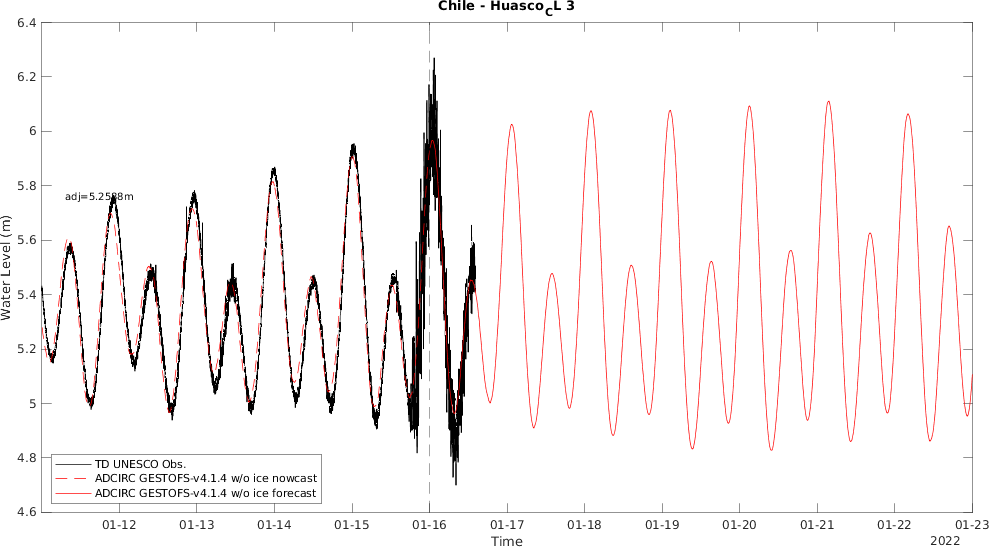 Chile - HuascoCL 3
6.4
6.2
6
5.8
5.6
5.4
5.2
5
4.8
4.6
Water Level (m)
adj=5.2588m
TD UNESCO Obs.
ADCIRC GESTOFS-v4.1.4 w/o ice nowcast
ADCIRC GESTOFS-v4.1.4 w/o ice forecast
01-12 01-13 01-14 01-15 01-16 01-17 01-18 01-19 01-20 01-21 01-22 01-23
Time
2022